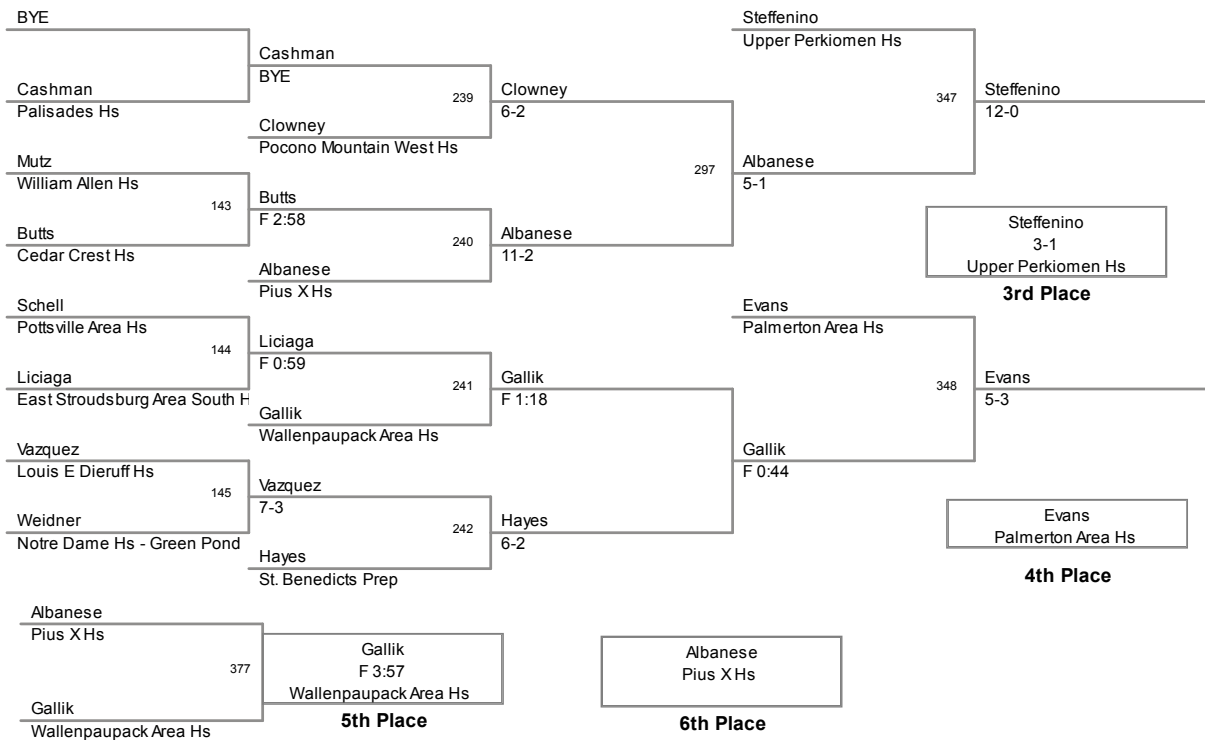 BYE
Cashman
Palisades Hs
Mutz
William Allen Hs
143
Butts
Cedar Crest Hs
Schell
Pottsville Area Hs
144
Liciaga
East Stroudsburg Area South H
Vazquez
Louis E Dieruff Hs
145
Weidner
Notre Dame Hs - Green Pond
Cashman
BYE
239
Clowney
Pocono Mountain West Hs
Butts
F 2:58
240
Albanese
Pius X Hs
Liciaga
F 0:59
241
Gallik
Wallenpaupack Area Hs
Vazquez
7-3
242
Hayes
St. Benedicts Prep
Clowney
6-2
297
Albanese
11-2
Gallik
F 1:18
Hayes
6-2
Steffenino
Upper Perkiomen Hs
347
Albanese
5-1
Evans
Palmerton Area Hs
348
Gallik
F 0:44
Steffenino
12-0
Steffenino
3-1
Upper Perkiomen Hs
3rd Place
Evans
5-3
Evans
Palmerton Area Hs
4th Place
Albanese
Pius X Hs
377
Gallik
Wallenpaupack Area Hs
Gallik
F 3:57
Wallenpaupack Area Hs
5th Place
Albanese
Pius X Hs
6th Place